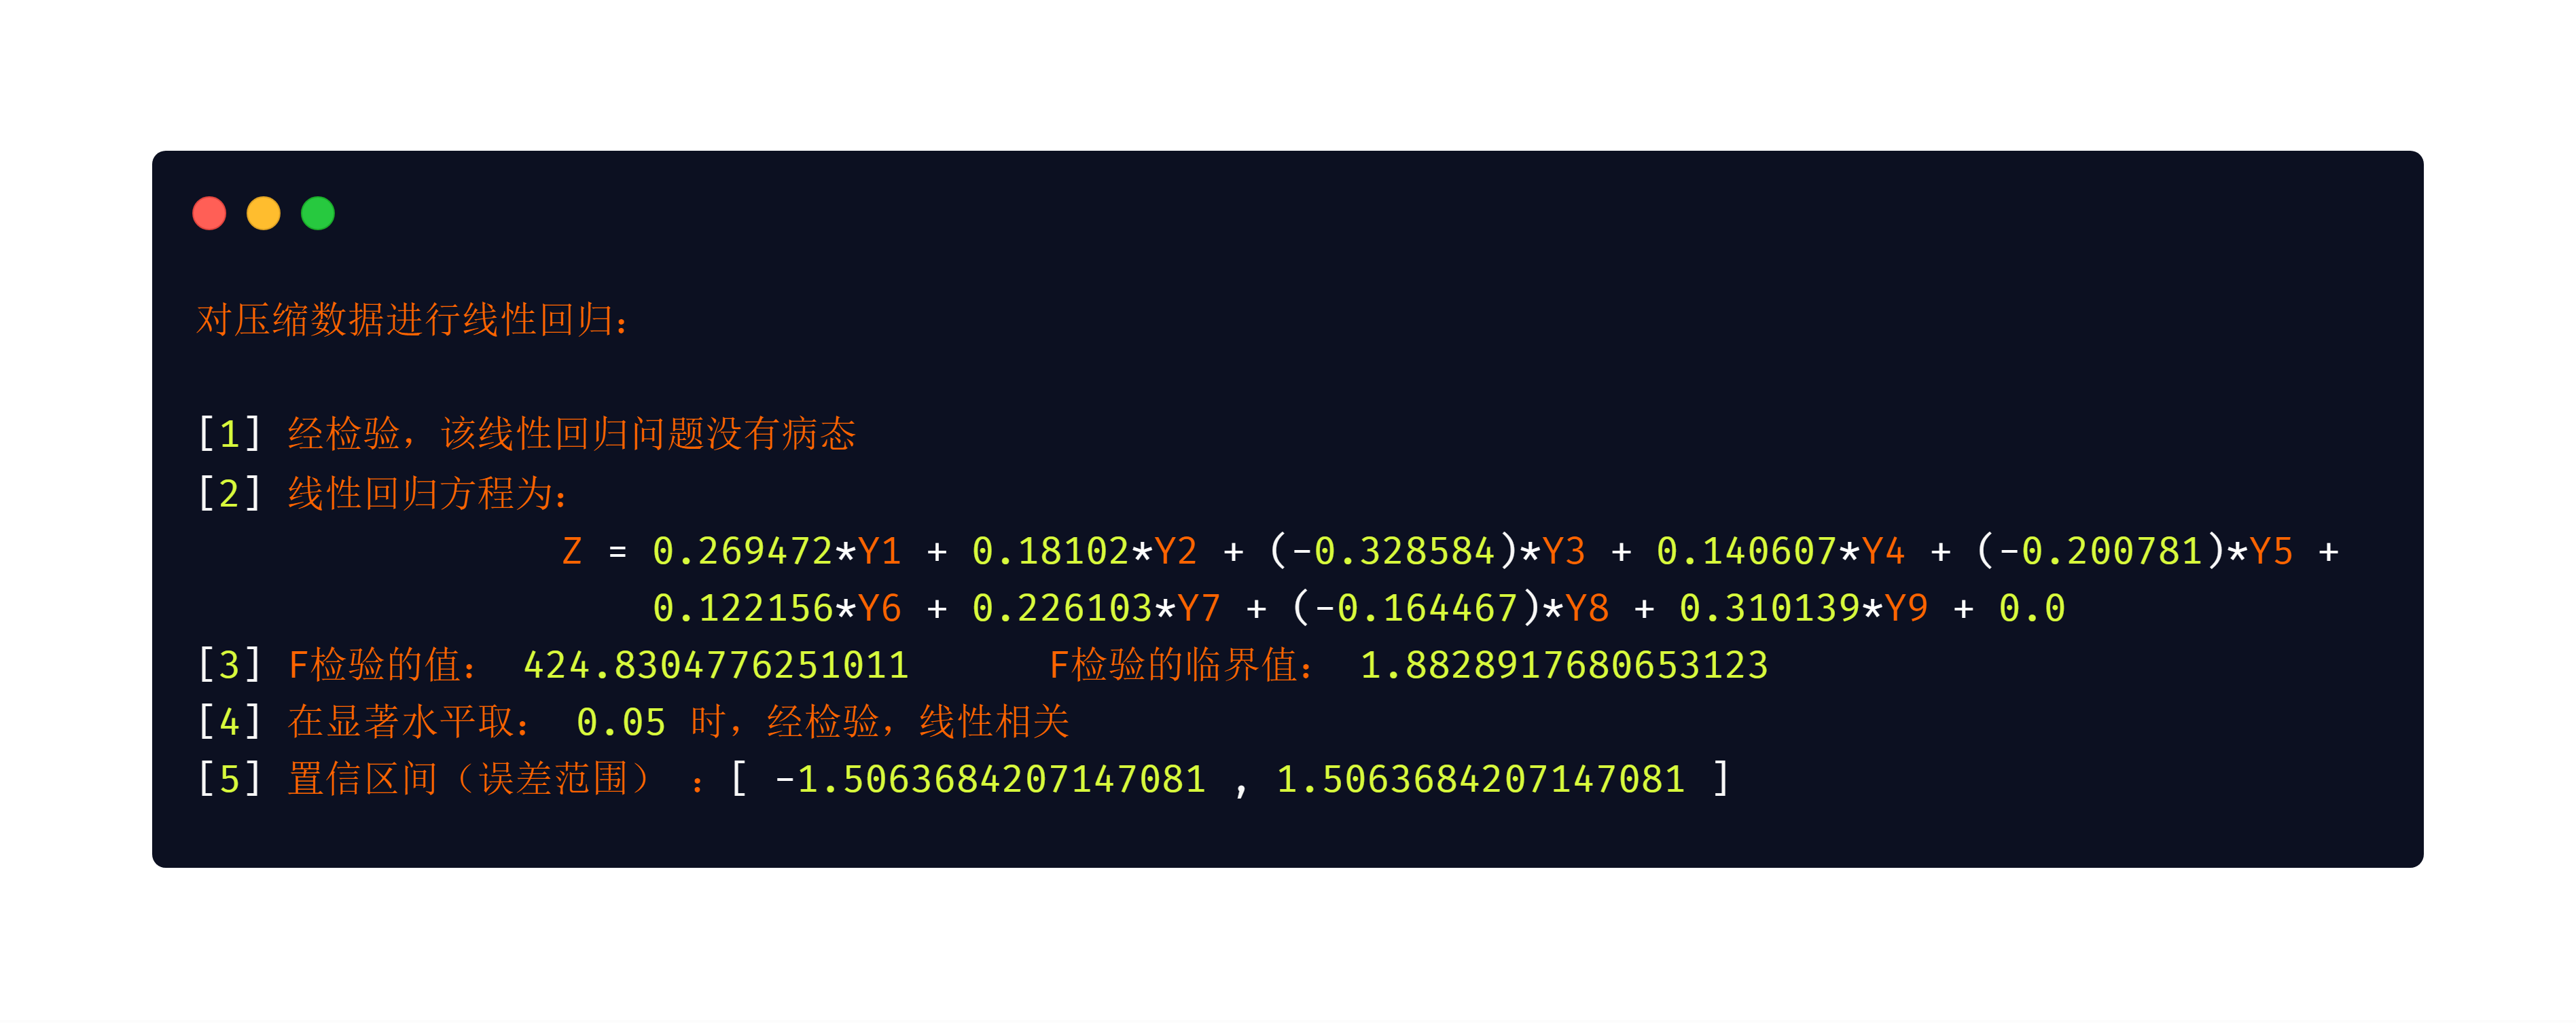 对压缩数据进行线性回归：
[1] 经检验，该线性回归问题没有病态
[2] 线性回归方程为：
Z = 0.269472*Y1 + 0.18102*Y2 + (-0.328584)*Y3 + 0.140607*Y4 + (-0.200781)*Y5 +
0.122156*Y6 + 0.226103*Y7 + (-0.164467)*Y8 + 0.310139*Y9 + 0.0
[3] F检验的值： 424.8304776251011 F检验的临界值： 1.8828917680653123
[4] 在显著水平取： 0.05 时，经检验，线性相关
[5] 置信区间（误差范围） ：[ -1.5063684207147081 , 1.5063684207147081 ]